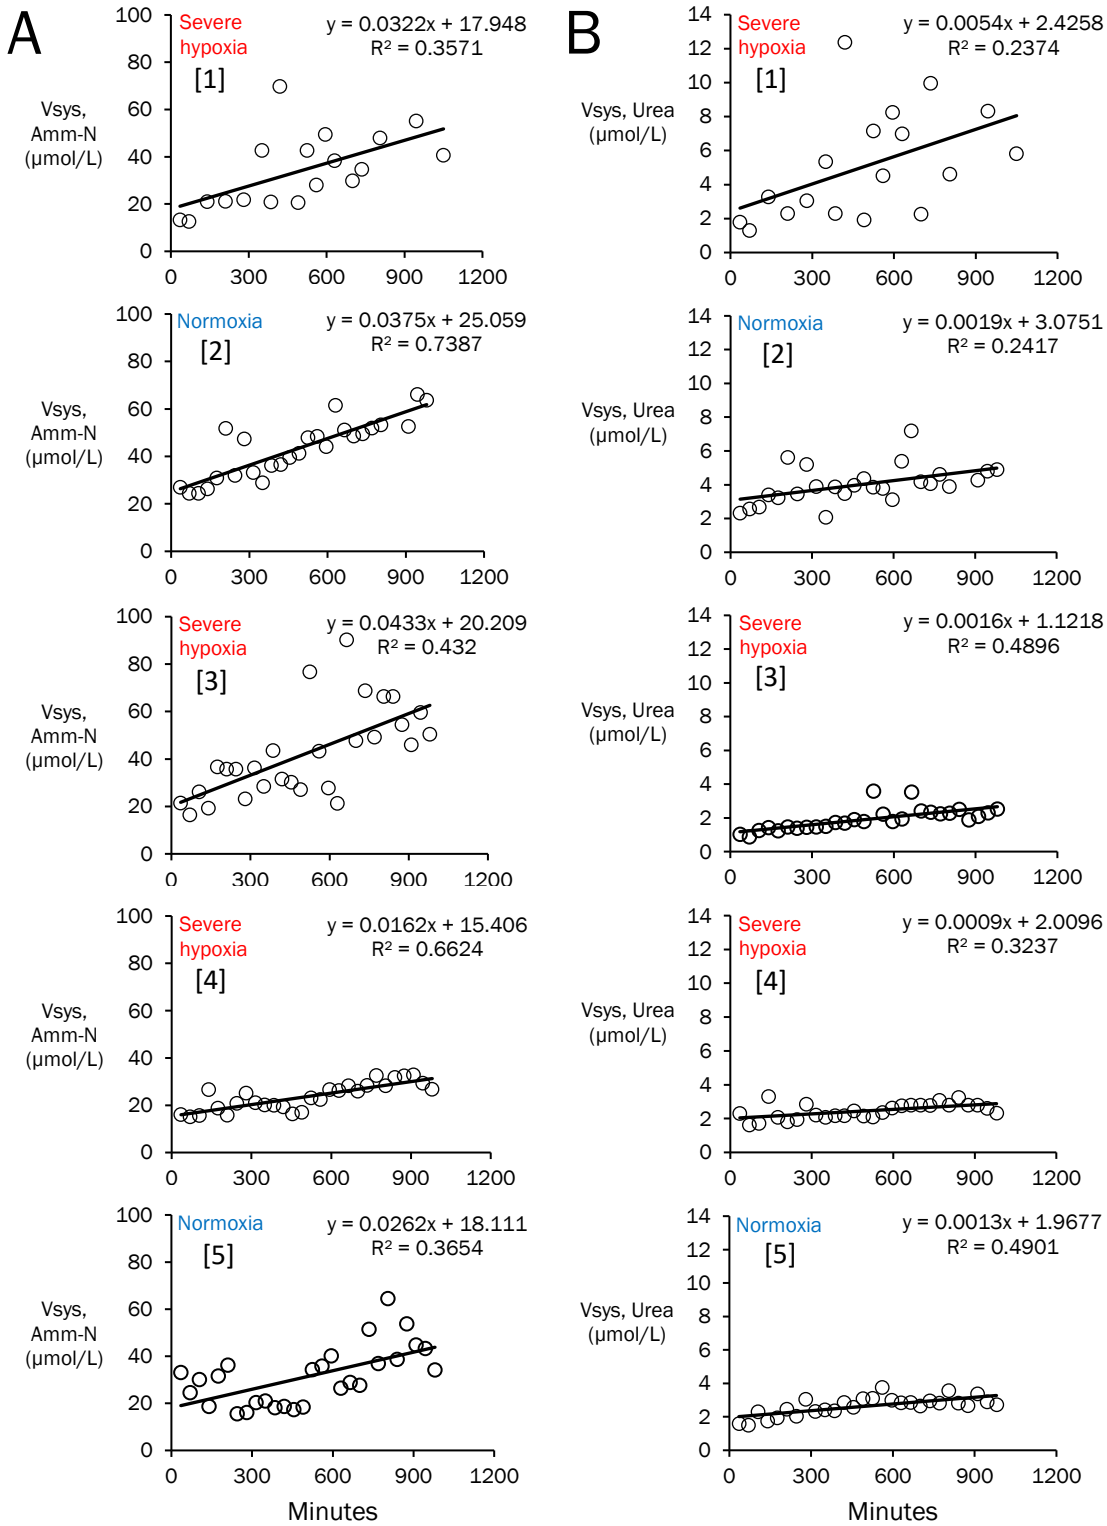 A
Severe
hypoxia
[1]
y = 0.0322x + 17.948
R² = 0.3571
Vsys,
Amm-N
(µmol/L)
100
80
60
40
20
0
0 300 600 900 1200
Normoxia
[2]
y = 0.0375x + 25.059
R² = 0.7387
Vsys,
Amm-N
(µmol/L)
100
80
60
40
20
0
0 300 600 900 1200
Severe
hypoxia
[3]
y = 0.0433x + 20.209
R² = 0.432
Vsys,
Amm-N
(µmol/L)
100
80
60
40
20
0
0 300 600 900 1200
Severe
hypoxia
[4]
y = 0.0162x + 15.406
R² = 0.6624
Vsys,
Amm-N
(µmol/L)
100
80
60
40
20
0
0 300 600 900 1200
Normoxia
[5]
y = 0.0262x + 18.111
R² = 0.3654
Vsys,
Amm-N
(µmol/L)
100
80
60
40
20
0
0 300 600 900 1200
Minutes
B
Severe
hypoxia
[1]
y = 0.0054x + 2.4258
R² = 0.2374
Vsys, Urea
(µmol/L)
14
12
10
8
6
4
2
0
0 300 600 900 1200
Normoxia
[2]
y = 0.0019x + 3.0751
R² = 0.2417
Vsys, Urea
(µmol/L)
14
12
10
8
6
4
2
0
0 300 600 900 1200
Severe
hypoxia
[3]
y = 0.0016x + 1.1218
R² = 0.4896
Vsys, Urea
(µmol/L)
14
12
10
8
6
4
2
0
0 300 600 900 1200
Severe
hypoxia
[4]
y = 0.0009x + 2.0096
R² = 0.3237
Vsys, Urea
(µmol/L)
14
12
10
8
6
4
2
0
0 300 600 900 1200
Normoxia
[5]
y = 0.0013x + 1.9677
R² = 0.4901
Vsys, Urea
(µmol/L)
14
12
10
8
6
4
2
0
0 300 600 900 1200
Minutes